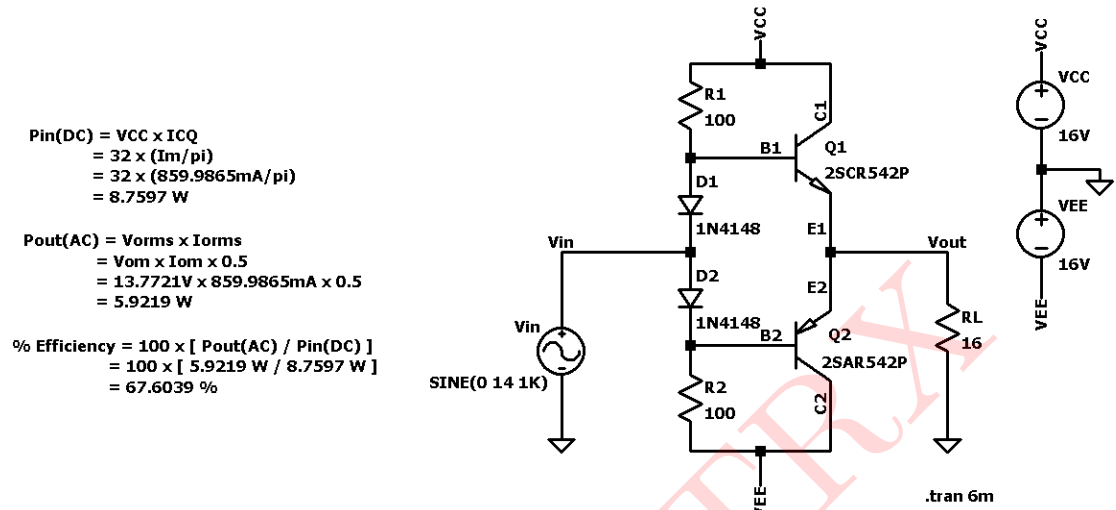 Pin(DC) = VCC x ICQ
= 32 x (Im/pi)
= 32 x (859.9865mA/pi)
= 8.7597 W
Pout(AC) = Vorms x Iorms
= Vom x Iom x 0.5
= 13.7721V x 859.9865mA x 0.5
= 5.9219 W
% Efficiency = 100 x [ Pout(AC) / Pin(DC) ]
= 100 x [ 5.9219 W / 8.7597 W ]
= 67.6039 %
VCC
R1
100
C1
B1
Q1
2SCR542P
D1
1N4148
E1
Vin
Vout
D2
1N4148
E2
Vin
SINE(0 14 1K)
B2
Q2
2SAR542P
RL
16
R2
100
C2
VEE
VCC
VCC
16V
VEE
16V
VEE
.tran 6m
TRX